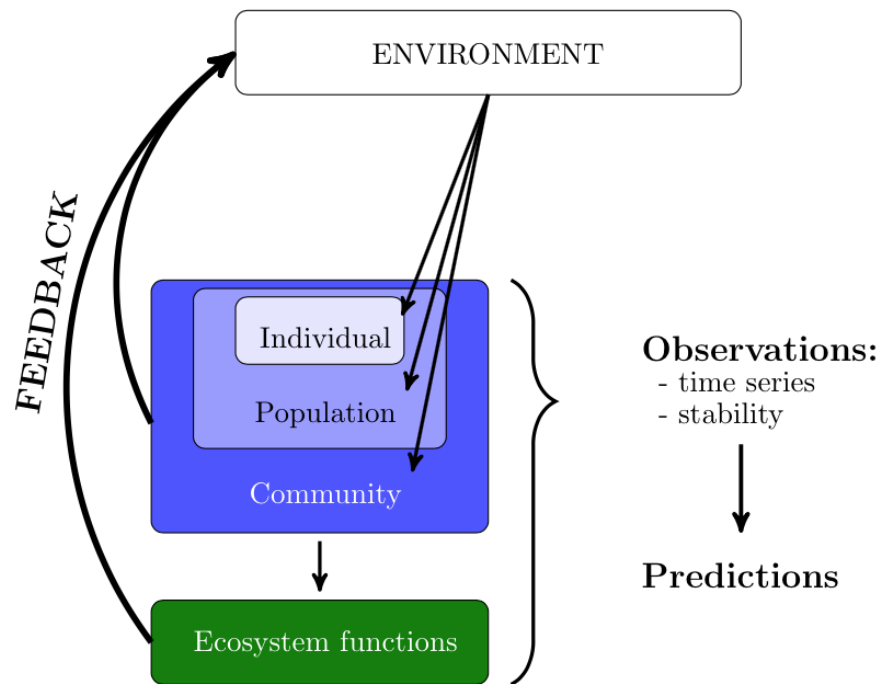 ENVIRONMENT
FEEDBACK
Individual
Population
Community
Ecosystem functions
Observations:
- time series
- stability
Predictions